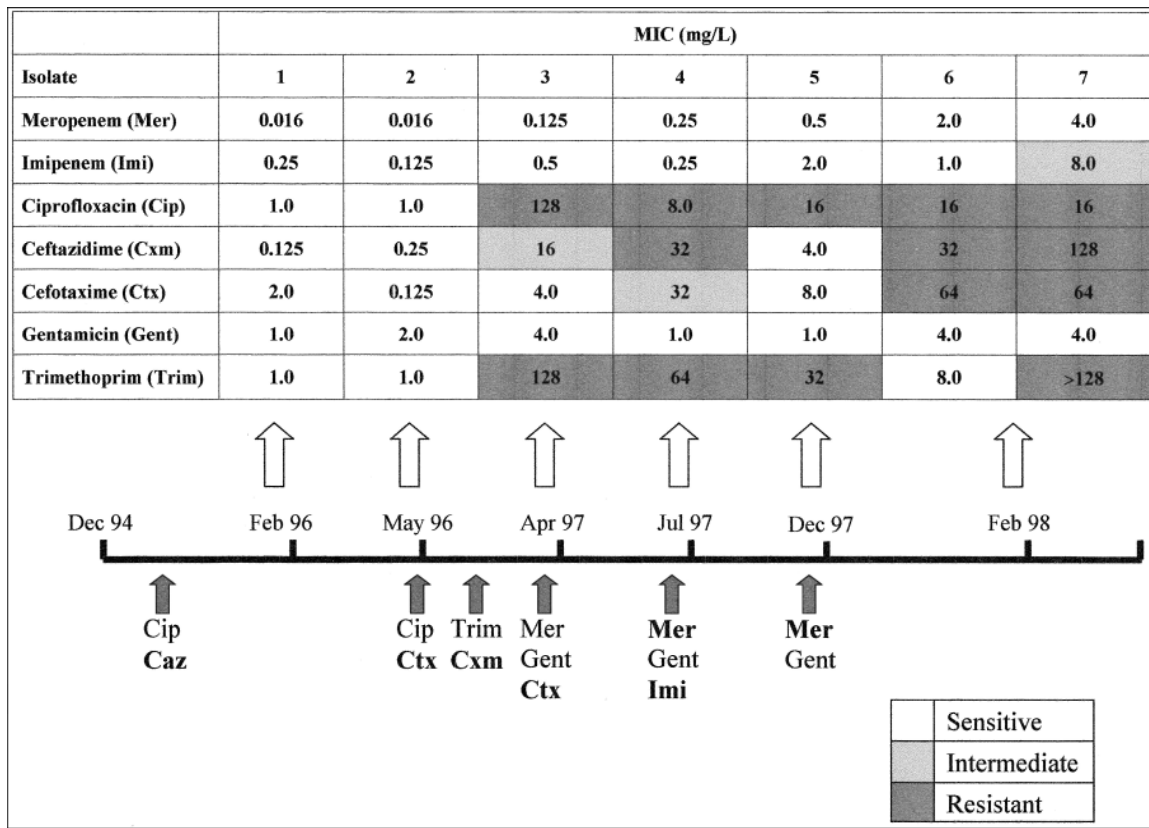 MIC (mg/L)
Isolate 1 2 3 4 5 6 7
Meropenem (Mer) 0.016 0.016 0.125 0.25 0.5 2.0 4.0
Imipenem (Imi) 0.25 0.125 0.5 0.25 2.0 1.0 8.0
Ciprofloxacin (Cip) 1.0 1.0 128 8.0 16 16 16
Ceftazidime (Cxm) 0.125 0.25 16 32 4.0 32 128
Cefotaxime (Ctx) 2.0 0.125 4.0 32 8.0 64 64
Gentamicin (Gent) 1.0 2.0 4.0 1.0 1.0 4.0 4.0
Trimethoprim (Trim) 1.0 1.0 128 64 32 8.0 >128
Dec 94 Feb 96 May 96 Apr 97 Jul 97 Dec 97 Feb 98
Cip Cip Trim Mer Mer Mer
Caz Ctx Cxm Gent Gent Gent
Ctx Imi
Sensitive
Intermediate
Resistant